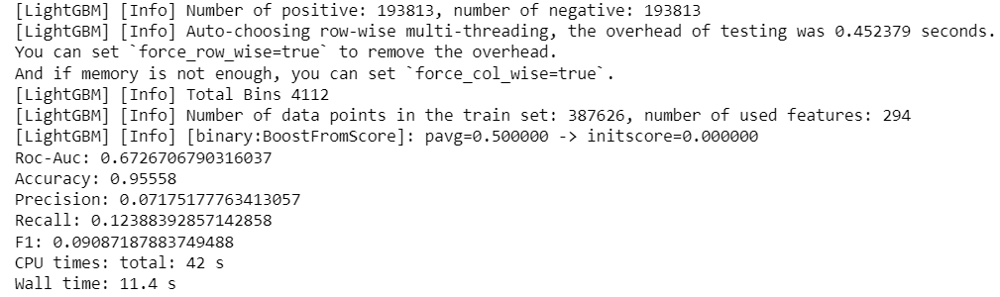 [LightGBM] [Info] Number of positive: 193813, number of negative: 193813
[LightGBM] [Info] Auto-choosing row-wise multi-threading, the overhead of testing was 0.452379 seconds.
You can set `force_row_wise=true` to remove the overhead.
And if memory is not enough, you can set `force_col_wise=true`.
[LightGBM] [Info] Total Bins 4112
[LightGBM] [Info] Number of data points in the train set: 387626, number of used features: 294
[LightGBM] [Info] [binary:BoostFromScore]: pavg=0.500000 -> initscore=0.000000
Roc-Auc: 0.6726706790316037
Accuracy: 0.95558
Precision: 0.07175177763413057
Recall: 0.12388392857142858
F1: 0.09087187883749488
CPU times: total: 42 s
Wall time: 11.4 s